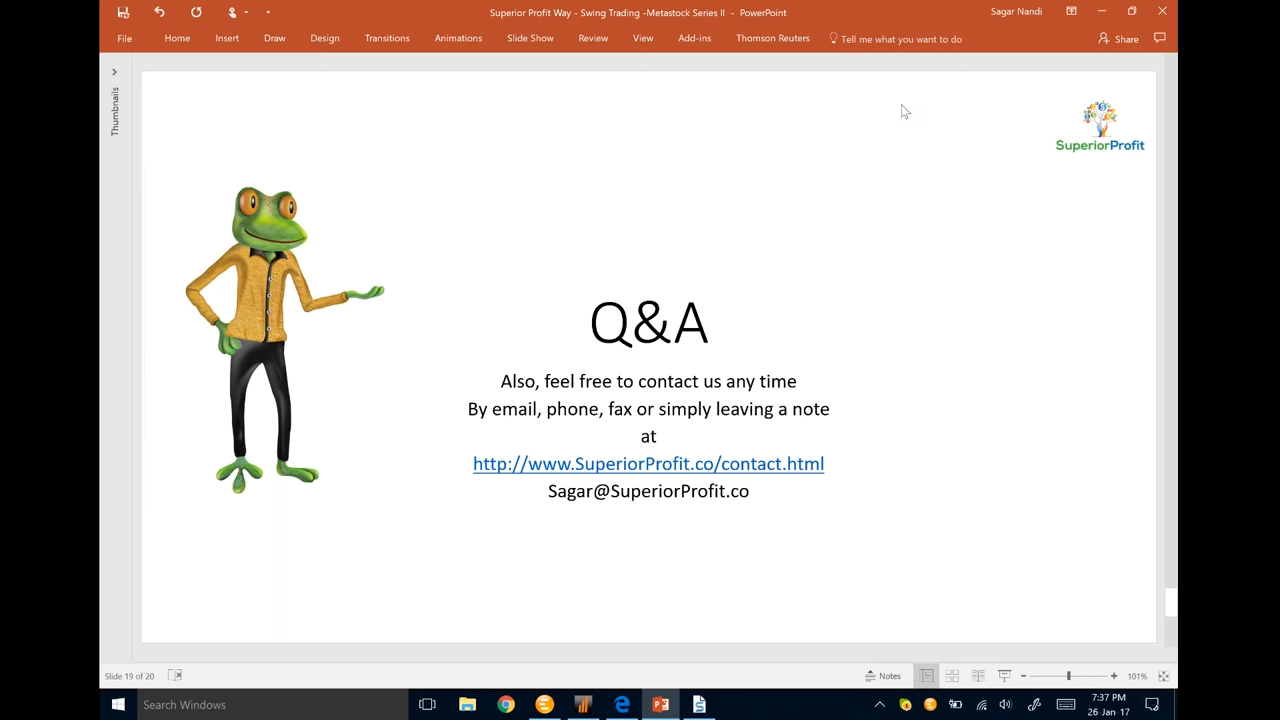 Superior Profit Way - Swing Trading -Metastock Series II - PowerPoint
Sagar Nandi
File Home Insert Draw Design Transitions Animations Slide Show Review View Add-ins Thomson Reuters Tell me what you want to do Share
Thumbnails
SuperiorProfit
Q&A
Also, feel free to contact us any time
By email, phone, fax or simply leaving a note
at
http://www.SuperiorProfit.co/contact.html
Sagar@SuperiorProfit.co
Slide 19 of 20
Notes
101%
Search Windows
7:37 PM
26 Jan-17